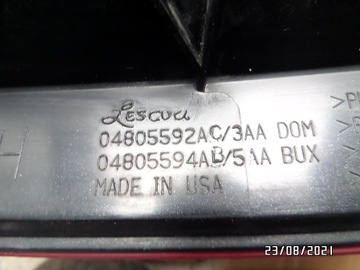 Lescoa
04805592AC/3AA DOM
04805594AB/5AA BUX
MADE IN USA
H
>P
23/08/2021